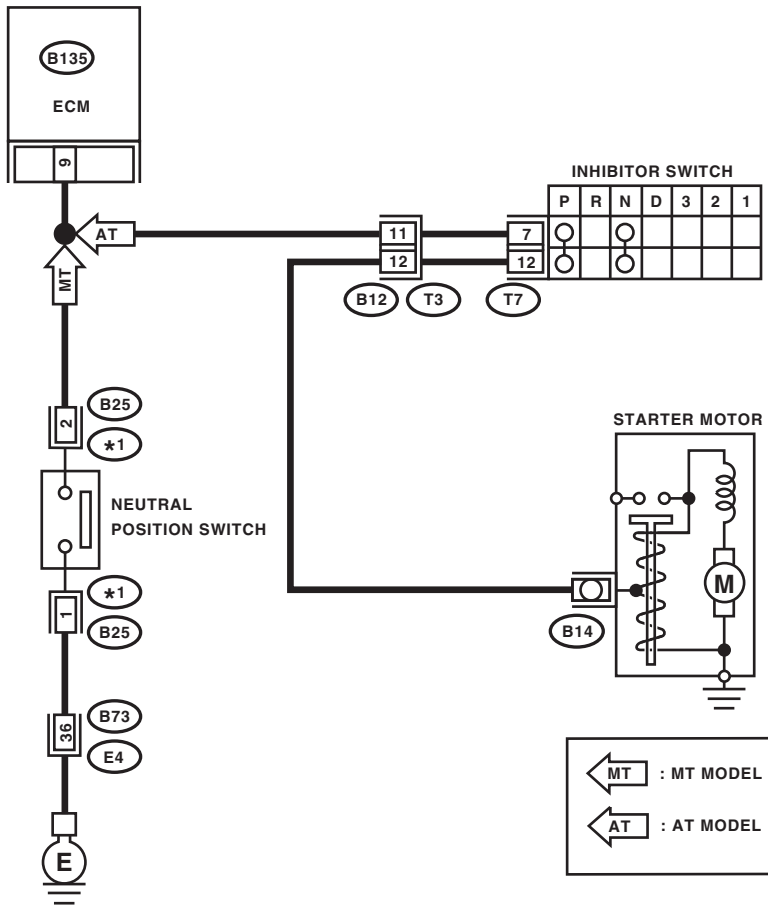 B135
ECM
9
AT
MT
INHIBITOR SWITCH
P R N D 3 2 1
11 7
12 12
B12 T3 T7
2
B25
*1
NEUTRAL
POSITION SWITCH
1
*1
B25
36
B73
E4
E
STARTER MOTOR
M
B14
MT : MT MODEL
AT : AT MODEL